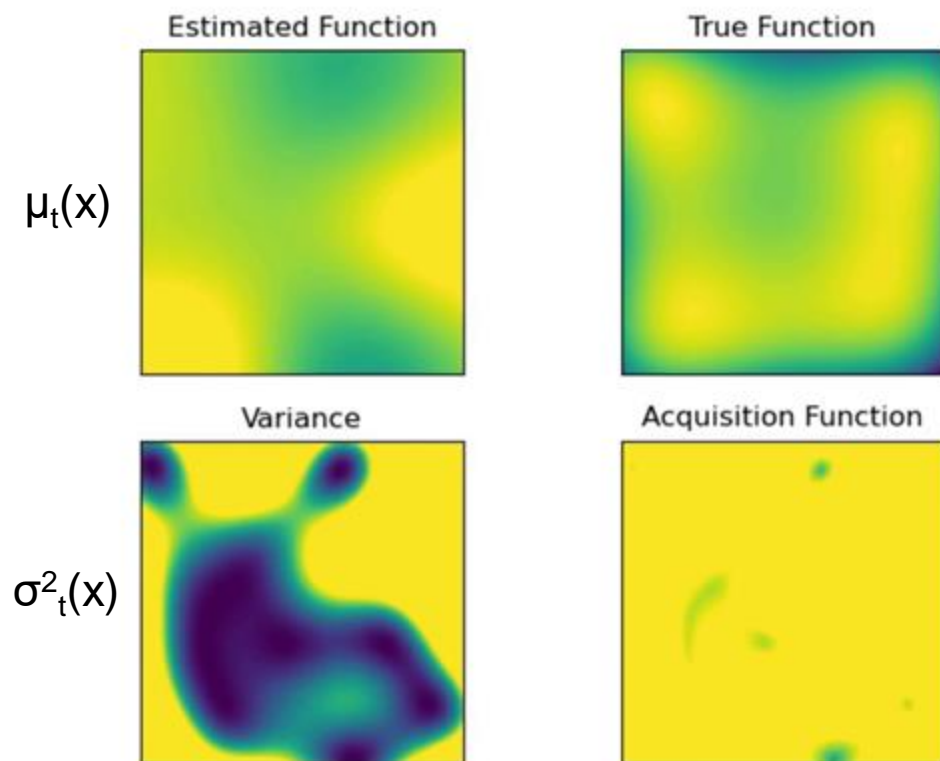 Estimated Function
True Function
μₜ(x)
Variance
Acquisition Function
σ²ₜ(x)